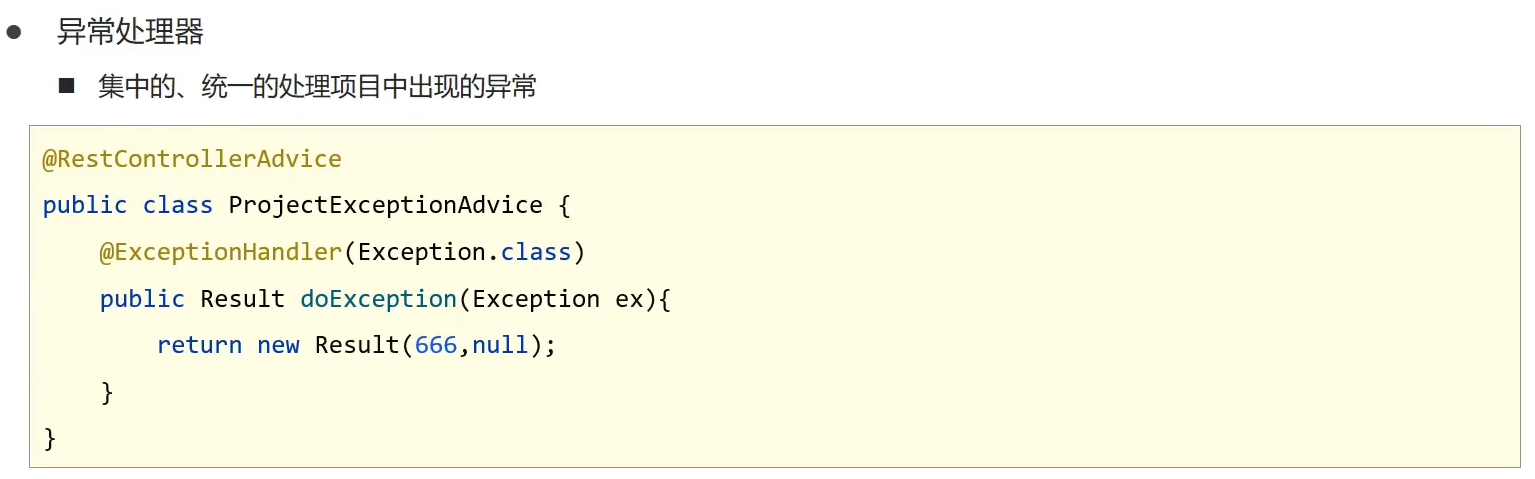 ● 异常处理器
■ 集中的、统一的处理项目中出现的异常
@RestControllerAdvice
public class ProjectExceptionAdvice {
    @ExceptionHandler(Exception.class)
    public Result doException(Exception ex){
        return new Result(666,null);
    }
}